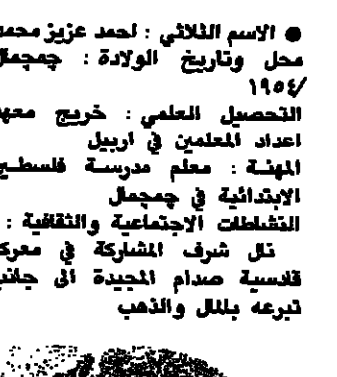 ● الاسم الثلاثي : احمد عزيز محمد
محل وتاريخ الولادة : چمچمال
/١٩٥٤
التحصيل العلمي : خريج معهد
اعداد المعلمين في اربيل
المهنة : معلم مدرسة فلسطين
الابتدائية في چمچمال
النشاطات الاجتماعية والثقافية :
نال شرف المشاركة في معركة
قادسية صدام المجيدة الى جانب
تبرعه بالمال والذهب